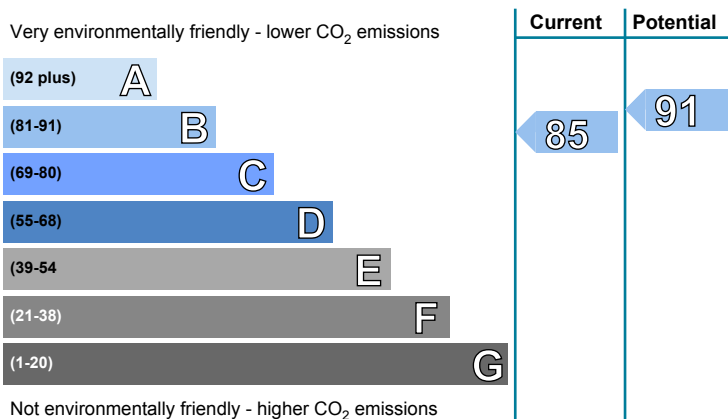 Current Potential
Very environmentally friendly - lower CO2 emissions
(92 plus) A
(81-91) B
85
91
(69-80) C
(55-68) D
(39-54 E
(21-38) F
(1-20) G
Not environmentally friendly - higher CO2 emissions